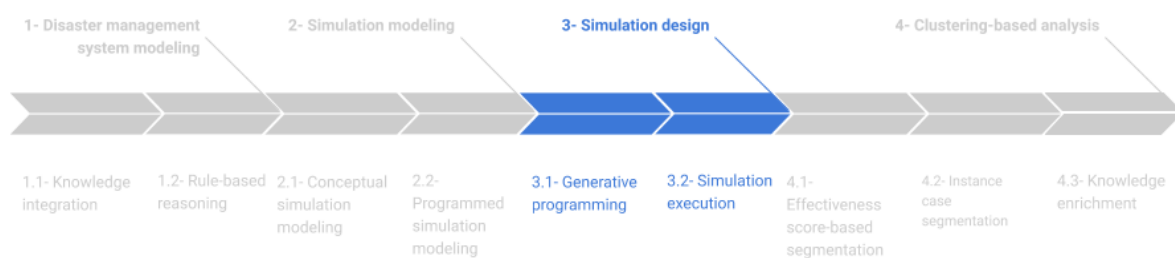 1- Disaster management
system modeling
2- Simulation modeling
3- Simulation design
4- Clustering-based analysis
1.1- Knowledge
integration
1.2- Rule-based
reasoning
2.1- Conceptual
simulation
modeling
2.2-
Programmed
simulation
modeling
3.1- Generative
programming
3.2- Simulation
execution
4.1-
Effectiveness
score-based
segmentation
4.2- Instance
case
segmentation
4.3- Knowledge
enrichment